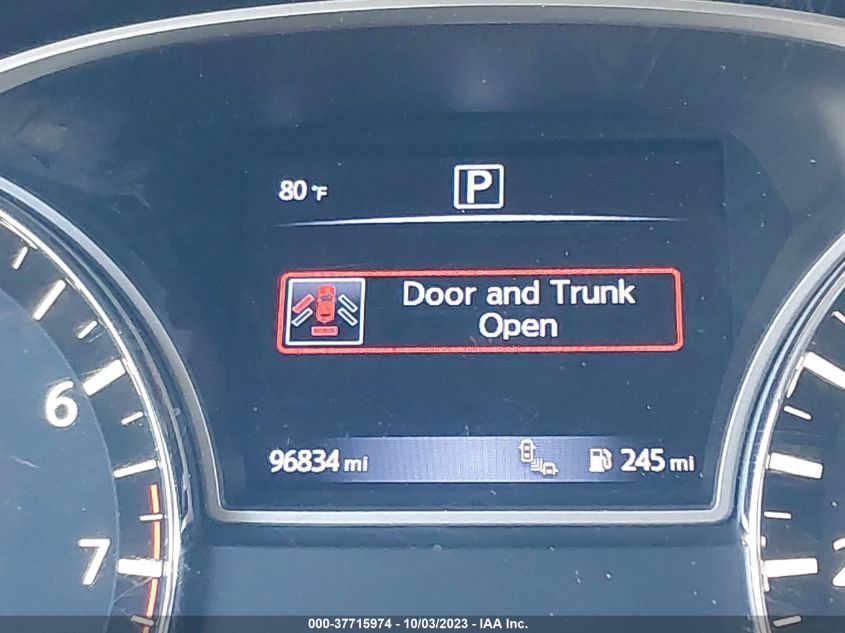 80 °F
P
Door and Trunk
Open
96834 mi
245 mi
6
7
000-37715974 - 10/03/2023 - IAA Inc.